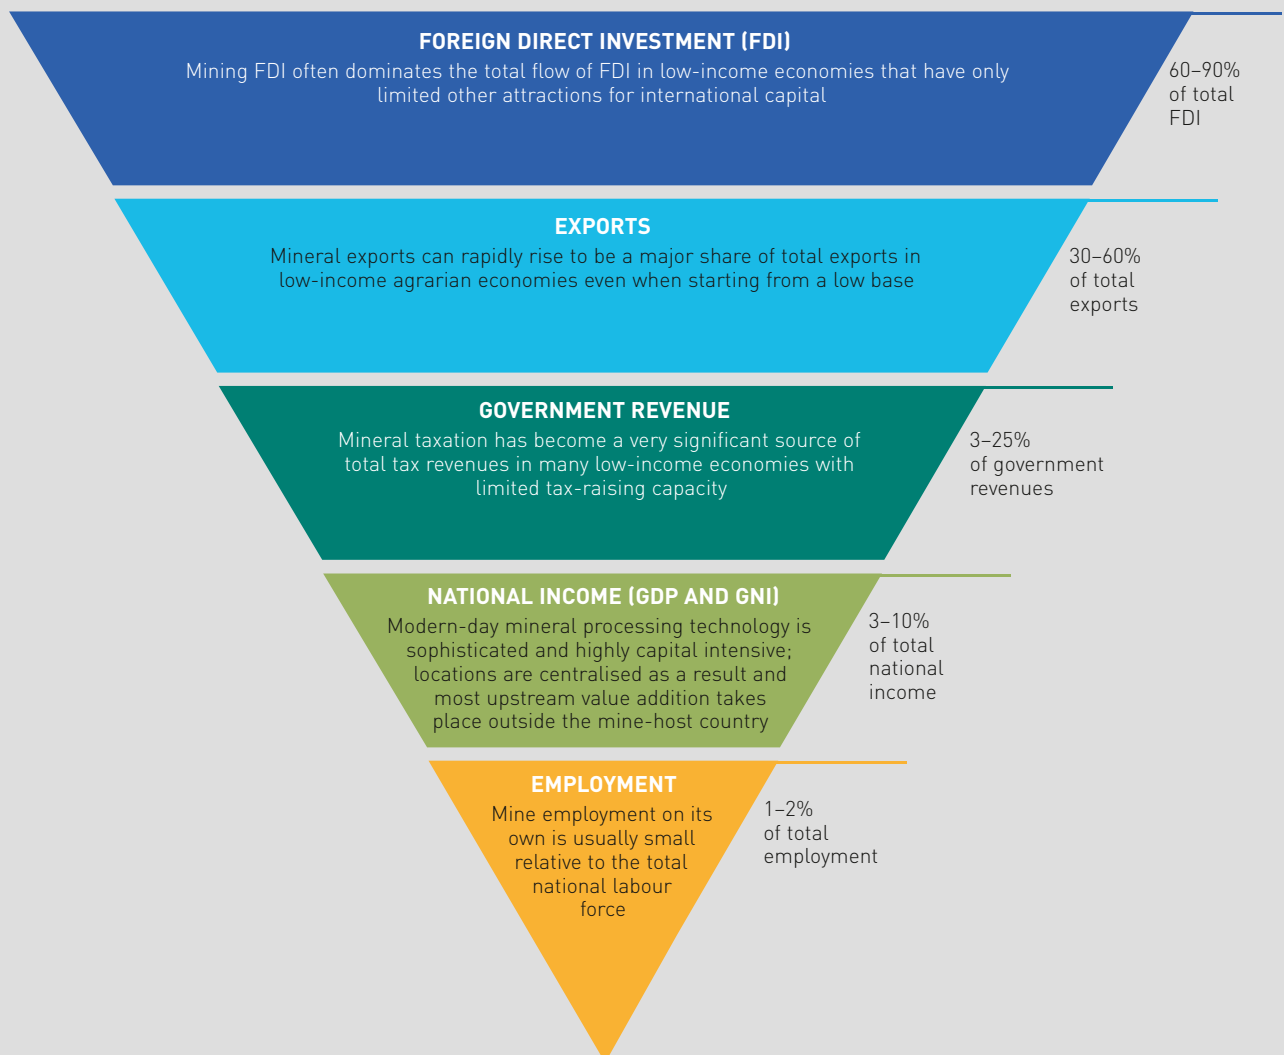 FOREIGN DIRECT INVESTMENT (FDI)
Mining FDI often dominates the total flow of FDI in low-income economies that have only
limited other attractions for international capital
60–90%
of total
FDI
EXPORTS
Mineral exports can rapidly rise to be a major share of total exports in
low-income agrarian economies even when starting from a low base
30–60%
of total
exports
GOVERNMENT REVENUE
Mineral taxation has become a very significant source of
total tax revenues in many low-income economies with
limited tax-raising capacity
3–25%
of government
revenues
NATIONAL INCOME (GDP AND GNI)
Modern-day mineral processing technology is
sophisticated and highly capital intensive;
locations are centralised as a result and
most upstream value addition takes
place outside the mine-host country
3–10%
of total
national
income
EMPLOYMENT
Mine employment on its
own is usually small
relative to the total
national labour
force
1–2%
of total
employment